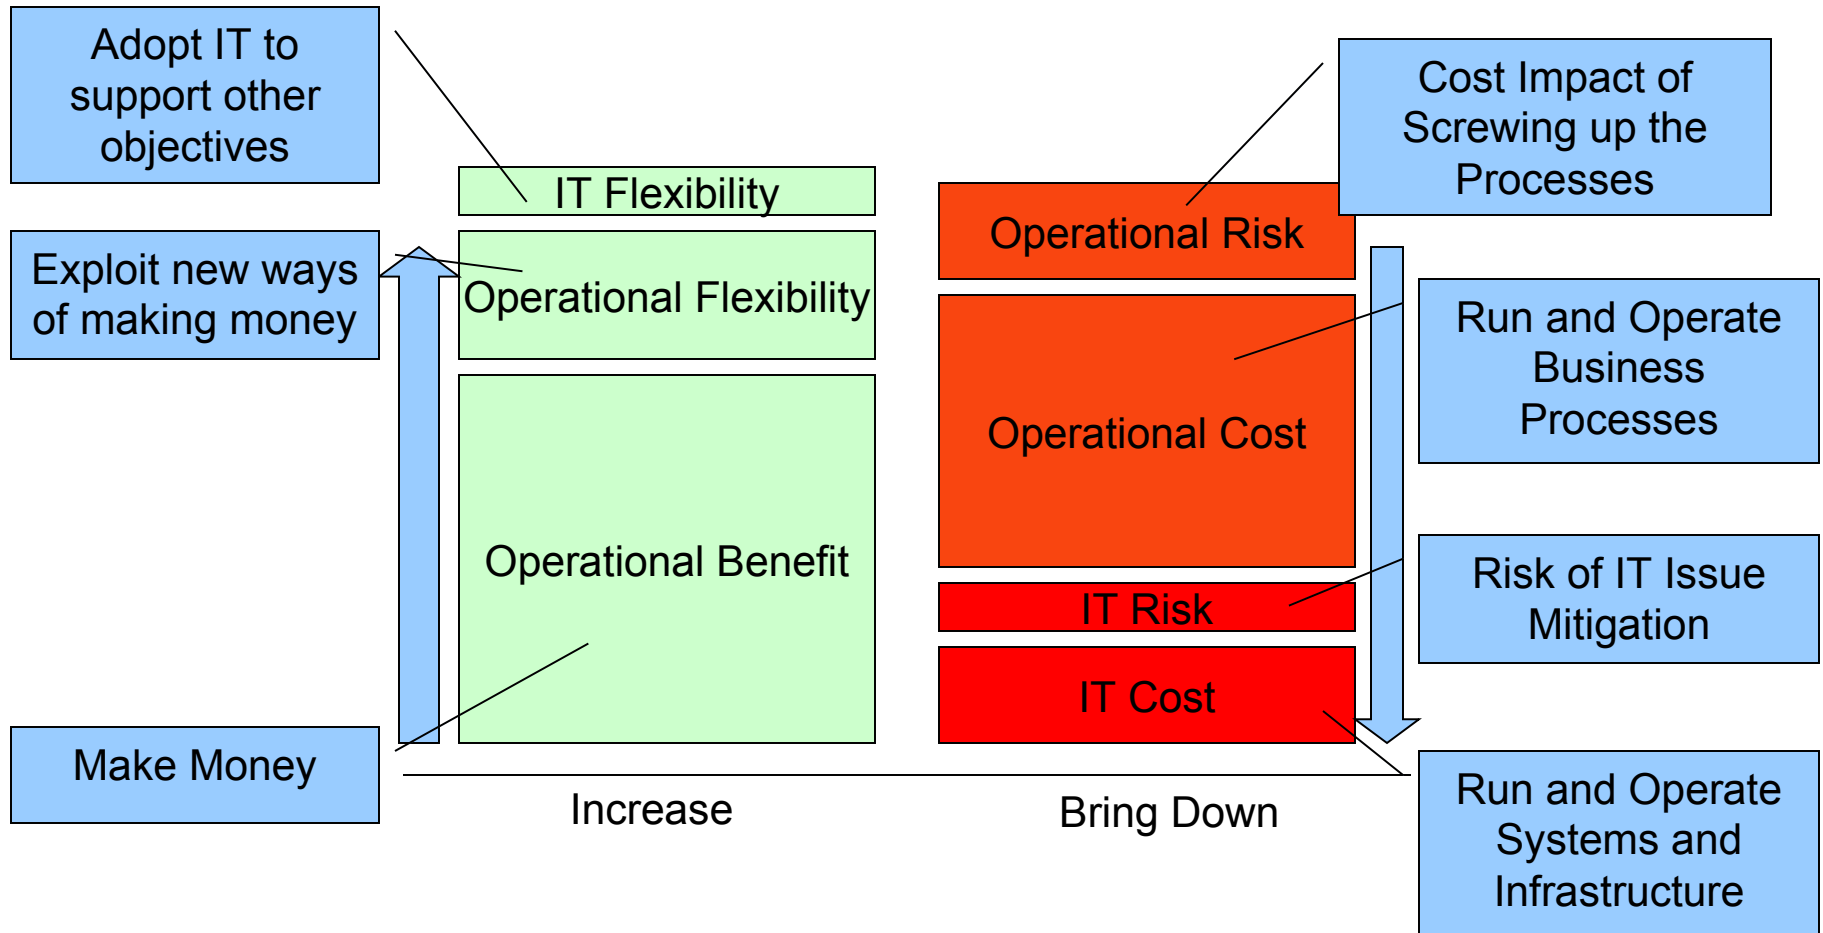 Adopt IT to
support other
objectives
Exploit new ways
of making money
Make Money
IT Flexibility
Operational Flexibility
Operational Benefit
Increase
Operational Risk
Operational Cost
IT Risk
IT Cost
Bring Down
Cost Impact of
Screwing up the
Processes
Run and Operate
Business
Processes
Risk of IT Issue
Mitigation
Run and Operate
Systems and
Infrastructure